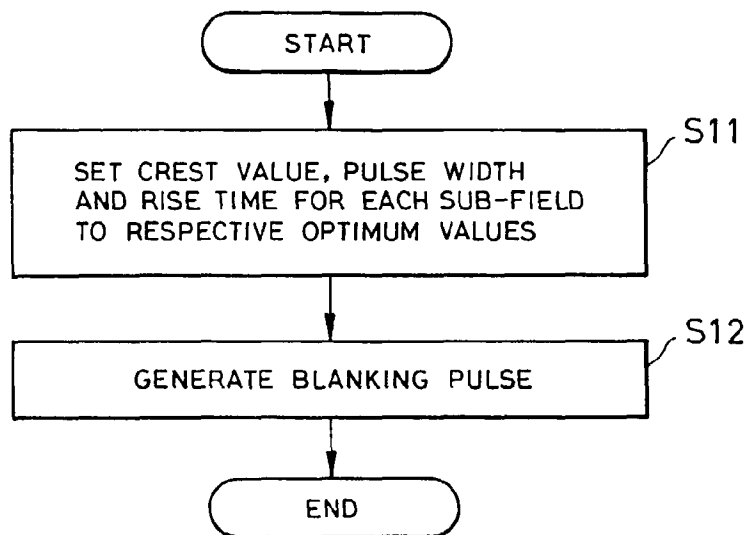 START
S11
SET CREST VALUE, PULSE WIDTH
AND RISE TIME FOR EACH SUB-FIELD
TO RESPECTIVE OPTIMUM VALUES
S12
GENERATE BLANKING PULSE
END